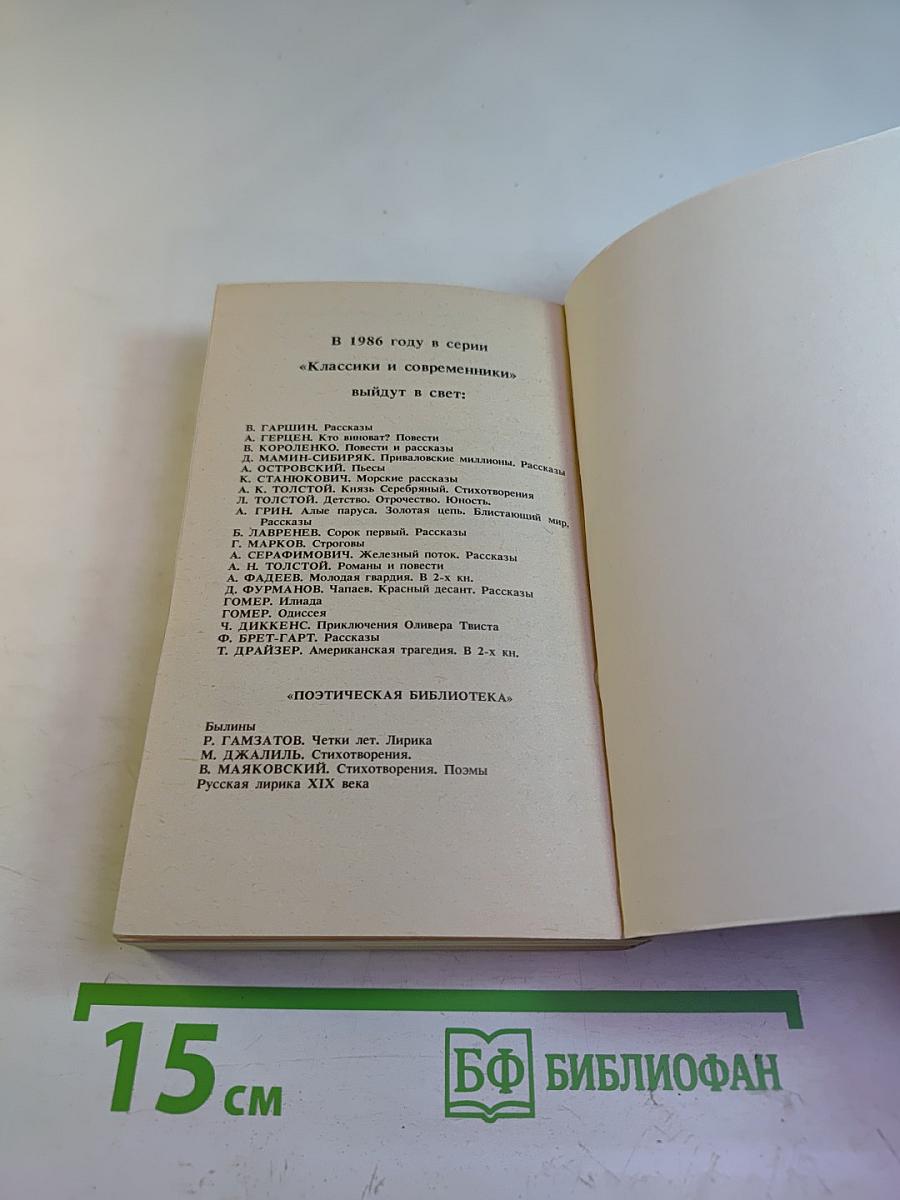 В 1986 году в серии
«Классики и современники»
выйдут в свет:
В. ГАРШИН. Рассказы
А. ГЕРЦЕН. Кто виноват? Повести
В. КОРОЛЕНКО. Повести и рассказы
Д. МАМИН-СИБИРЯК. Приваловские миллионы. Рассказы
А. ОСТРОВСКИЙ. Пьесы
К. СТАНЮКОВИЧ. Морские рассказы
А. К. ТОЛСТОЙ. Князь Серебряный. Стихотворения
Л. ТОЛСТОЙ. Детство. Отрочество. Юность.
А. ГРИН. Алые паруса. Золотая цепь. Блистающий мир.
Рассказы
Б. ЛАВРЕНЕВ. Сорок первый. Рассказы
Г. МАРКОВ. Строговы
А. СЕРАФИМОВИЧ. Железный поток. Рассказы
А. Н. ТОЛСТОЙ. Романы и повести
А. ФАДЕЕВ. Молодая гвардия. В 2-х кн.
Д. ФУРМАНОВ. Чапаев. Красный десант. Рассказы
ГОМЕР. Илиада
ГОМЕР. Одиссея
Ч. ДИККЕНС. Приключения Оливера Твиста
Ф. БРЕТ-ГАРТ. Рассказы
Т. ДРАЙЗЕР. Американская трагедия. В 2-х кн.
«ПОЭТИЧЕСКАЯ БИБЛИОТЕКА»
Былины
Р. ГАМЗАТОВ. Четки лет. Лирика
М. ДЖАЛИЛЬ. Стихотворения.
В. МАЯКОВСКИЙ. Стихотворения. Поэмы
Русская лирика XIX века
15 см
БФ БИБЛИОФАН